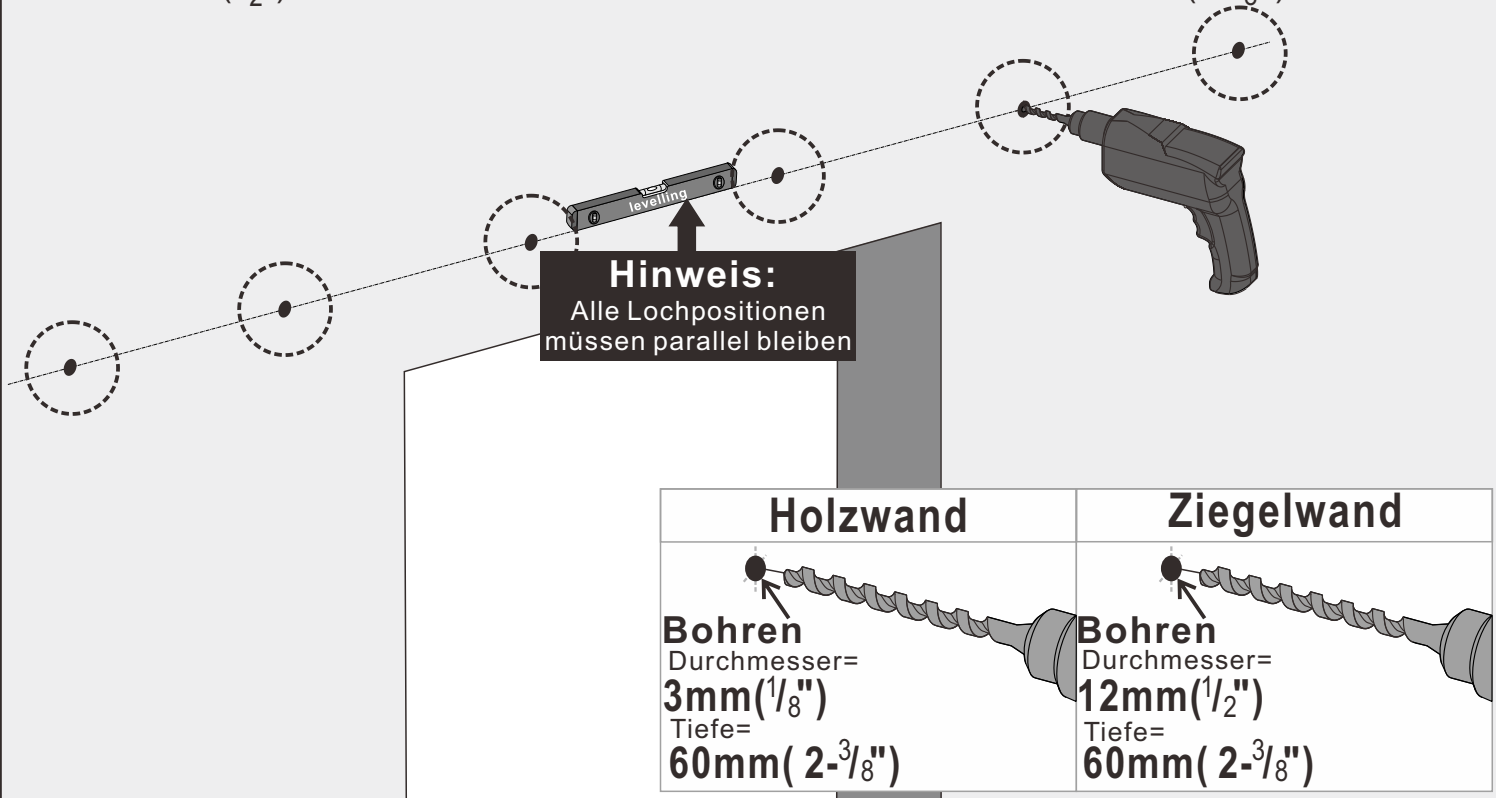 levelling
Hinweis:
Alle Lochpositionen
müssen parallel bleiben
Holzwand
Bohren
Durchmesser=
3mm(1/8")
Tiefe=
60mm( 2-3/8")
Ziegelwand
Bohren
Durchmesser=
12mm(1/2")
Tiefe=
60mm( 2-3/8")